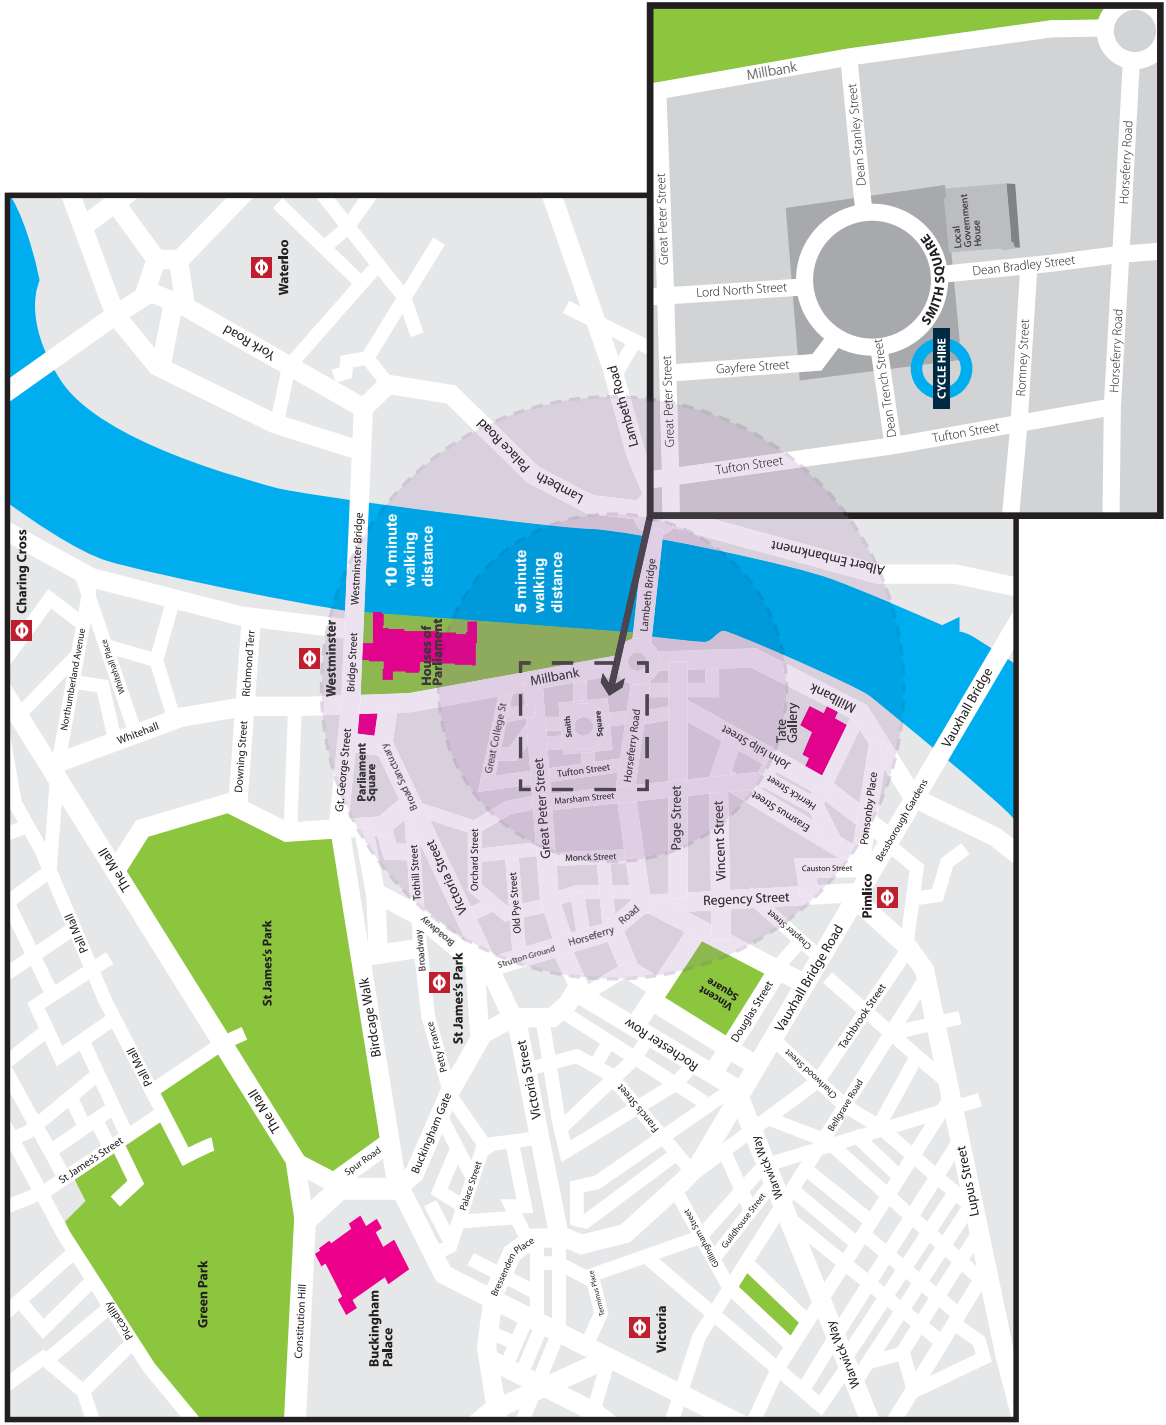 Millbank
Dean Stanley Street
Horseferry Road
Great Peter Street
Local
Government
House
SMITH SQUARE
Dean Bradley Street
Lord North Street
CYCLE HIRE
Gayfere Street
Dean Trench Street
Romney Street
Horseferry Road
Great Peter Street
Tufton Street
Tufton Street
Waterloo
York Road
Lambeth Road
Lambeth
Palace Road
Charing Cross
Westminster Bridge
10 minute
walking
distance
5 minute
walking
distance
Albert Embankment
Lambeth Bridge
Northumberland Avenue
Whitehall Place
Richmond Terr
Westminster
Bridge Street
Houses of
Parliament
Millbank
Millbank
Vauxhall Bridge
Whitehall
Downing Street
Gt. George Street
Parliament
Square
Broad Sanctuary
Great College St
Smith
Square
Horseferry Road
Tate
Gallery
John Islip Street
Tufton Street
Marsham Street
Great Peter Street
Herrick Street
Erasmus Street
Ponsonby Place
Bessborough Gardens
Page Street
Vincent Street
Monck Street
Causton Street
The Mall
Tothill Street
Victoria Street
Orchard Street
Old Pye Street
Regency Street
Pimlico
Pall Mall
St James's Park
Broadway
Broadway
Strutton Ground
Horseferry
Road
Chapter Street
Vauxhall Bridge Road
St James's Park
Vincent
Square
Douglas Street
Birdcage Walk
Petty France
Rochester Row
Tachbrook Street
Pall Mall
The Mall
Victoria Street
Francis Street
Charlwood Street
Bellgrave Road
St James's Street
Spur Road
Buckingham Gate
Palace Street
Warwick Way
Lupus Street
Guildhouse Street
Gillingham Street
Green Park
Piccadilly
Constitution Hill
Buckingham
Palace
Bressenden Place
Terminus Place
Victoria
Warwick Way